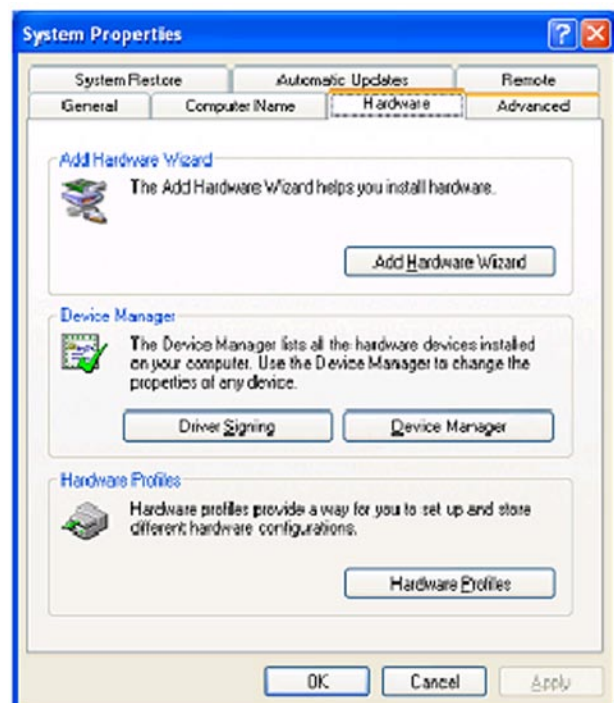 System Properties
System Restore Automatic Updates Remote
General Computer Name Hardware Advanced
Add Hardware Wizard
The Add Hardware Wizard helps you install hardware.
Add Hardware Wizard
Device Manager
The Device Manager lists all the hardware devices installed
on your computer. Use the Device Manager to change the
properties of any device.
Driver Signing Device Manager
Hardware Profiles
Hardware profiles provide a way for you to set up and store
different hardware configurations.
Hardware Profiles
OK Cancel Apply